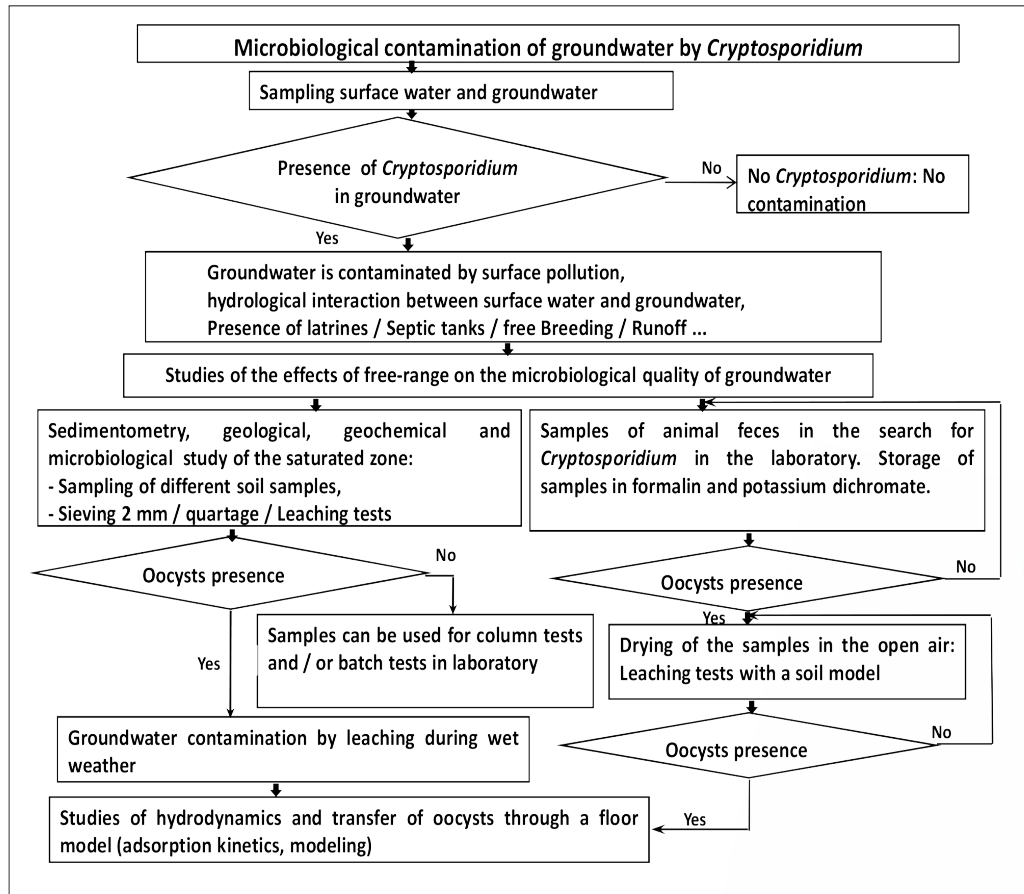 Microbiological contamination of groundwater by Cryptosporidium
Sampling surface water and groundwater
Presence of Cryptosporidium
in groundwater
No
No Cryptosporidium: No
contamination
Yes
Groundwater is contaminated by surface pollution,
hydrological interaction between surface water and groundwater,
Presence of latrines / Septic tanks / free Breeding / Runoff ...
Studies of the effects of free-range on the microbiological quality of groundwater
Sedimentometry, geological, geochemical and
microbiological study of the saturated zone:
- Sampling of different soil samples,
- Sieving 2 mm / quartage / Leaching tests
Samples of animal feces in the search for
Cryptosporidium in the laboratory. Storage of
samples in formalin and potassium dichromate.
Oocysts presence
No
Oocysts presence
No
Samples can be used for column tests
and / or batch tests in laboratory
Yes
Yes
Drying of the samples in the open air:
Leaching tests with a soil model
Groundwater contamination by leaching during wet
weather
Oocysts presence
No
Studies of hydrodynamics and transfer of oocysts through a floor
model (adsorption kinetics, modeling)
Yes